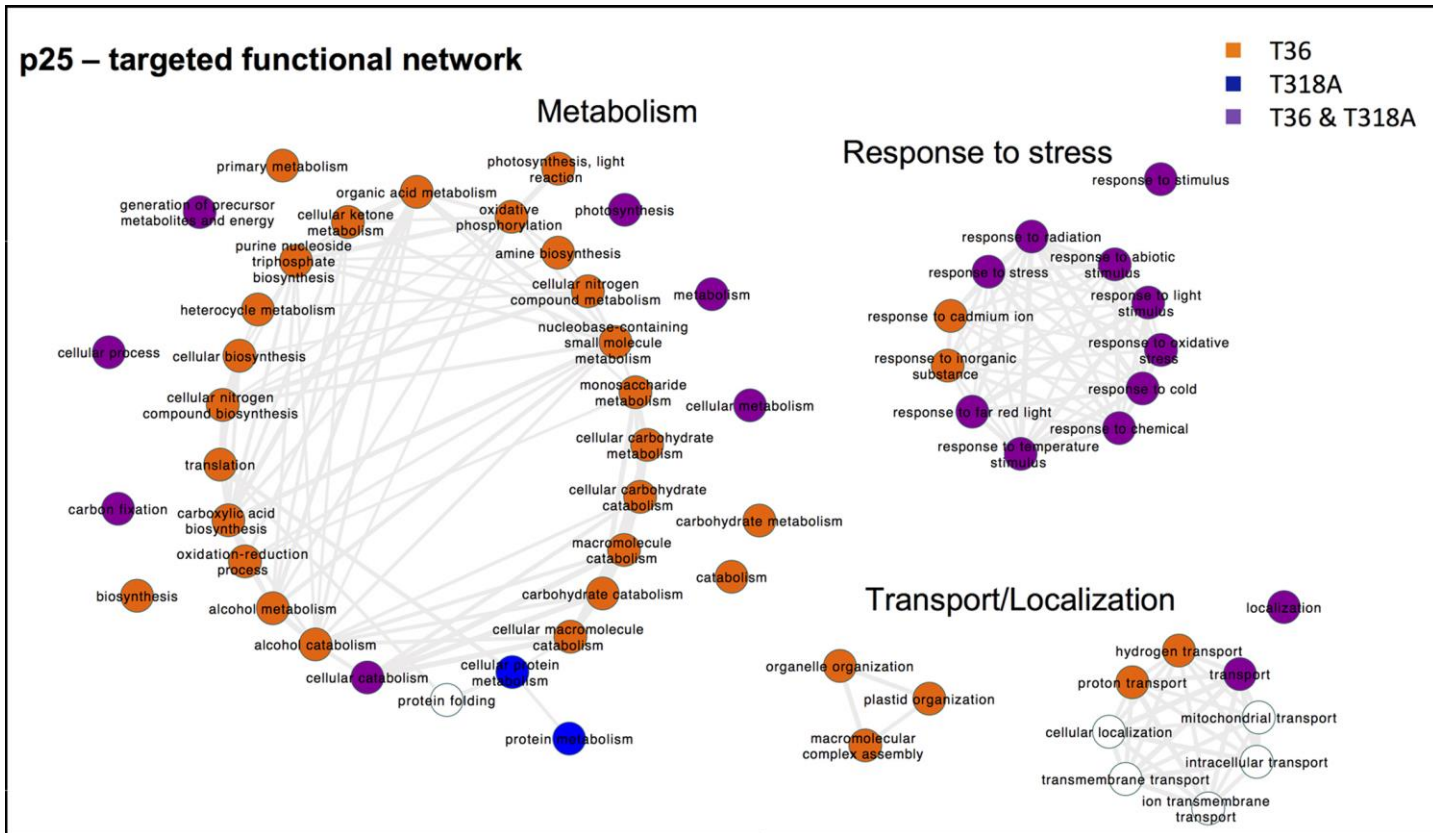 p25 – targeted functional network
T36
T318A
T36 & T318A
Metabolism
primary metabolism
photosynthesis, light
reaction
organic acid metabolism
generation of precursor
metabolites and energy
cellular ketone
metabolism
oxidative
phosphorylation
photosynthesis
purine nucleoside
triphosphate
biosynthesis
amine biosynthesis
cellular nitrogen
compound metabolism
metabolism
heterocycle metabolism
nucleobase-containing
small molecule
metabolism
cellular process
cellular biosynthesis
monosaccharide
metabolism
cellular metabolism
cellular nitrogen
compound biosynthesis
cellular carbohydrate
metabolism
translation
cellular carbohydrate
catabolism
carbon fixation
carboxylic acid
biosynthesis
carbohydrate metabolism
oxidation-reduction
process
macromolecule
catabolism
catabolism
biosynthesis
alcohol metabolism
carbohydrate catabolism
alcohol catabolism
cellular macromolecule
catabolism
cellular catabolism
cellular protein
metabolism
protein folding
protein metabolism
Response to stress
response to stimulus
response to radiation
response to abiotic
stimulus
response to stress
response to light
stimulus
response to cadmium ion
response to oxidative
stress
response to inorganic
substance
response to cold
response to far red light
response to chemical
response to temperature
stimulus
Transport/Localization
localization
organelle organization
plastid organization
macromolecular
complex assembly
hydrogen transport
proton transport
transport
mitochondrial transport
cellular localization
intracellular transport
transmembrane transport
ion transmembrane
transport